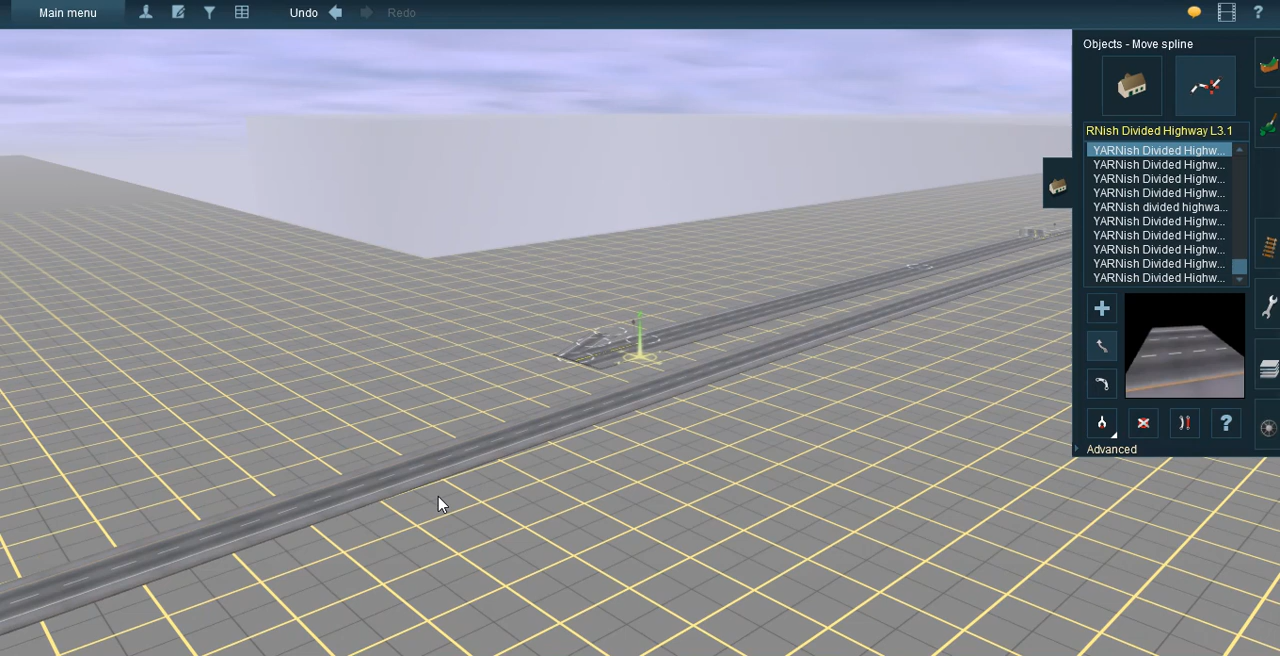 Main menu
Undo
Redo
?
Objects - Move spline
RNish Divided Highway L3.1
YARNish Divided Highw...
YARNish Divided Highw...
YARNish Divided Highw...
YARNish Divided Highw...
YARNish divided highwa...
YARNish Divided Highw...
YARNish Divided Highw...
YARNish Divided Highw...
YARNish Divided Highw...
YARNish Divided Highw...
?
Advanced